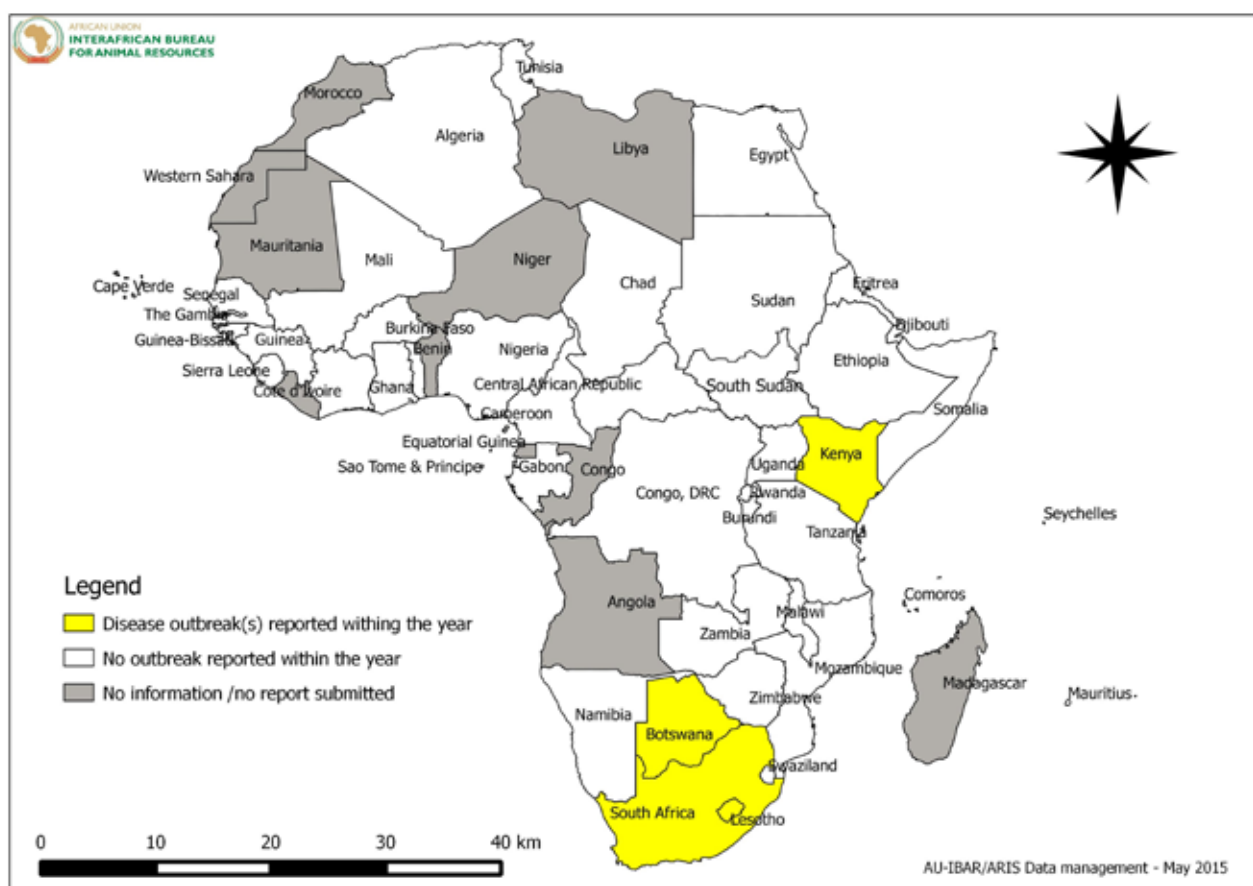 AFRICAN UNION
INTERAFRICAN BUREAU
FOR ANIMAL RESOURCES
Tunisia
Morocco
Algeria
Libya
Egypt
Western Sahara
Mauritania
Mali
Niger
Chad
Sudan
Eritrea
Cape Verde
Senegal
The Gambia
Guinea-Bissau
Guinea
Burkina Faso
Benin
Nigeria
Djibouti
Ethiopia
Sierra Leone
Cote d'Ivoire
Ghana
Central African Republic
South Sudan
Somalia
Cameroon
Equatorial Guinea
Sao Tome & Principe
Gabon
Congo
Uganda
Kenya
Congo, DRC
Rwanda
Burundi
Tanzania
Seychelles
Comoros
Angola
Malawi
Zambia
Mozambique
Madagascar
Mauritius
Namibia
Zimbabwe
Botswana
Swaziland
South Africa
Lesotho
Legend
Disease outbreak(s) reported withing the year
No outbreak reported within the year
No information /no report submitted
0 10 20 30 40 km
AU-IBAR/ARIS Data management - May 2015